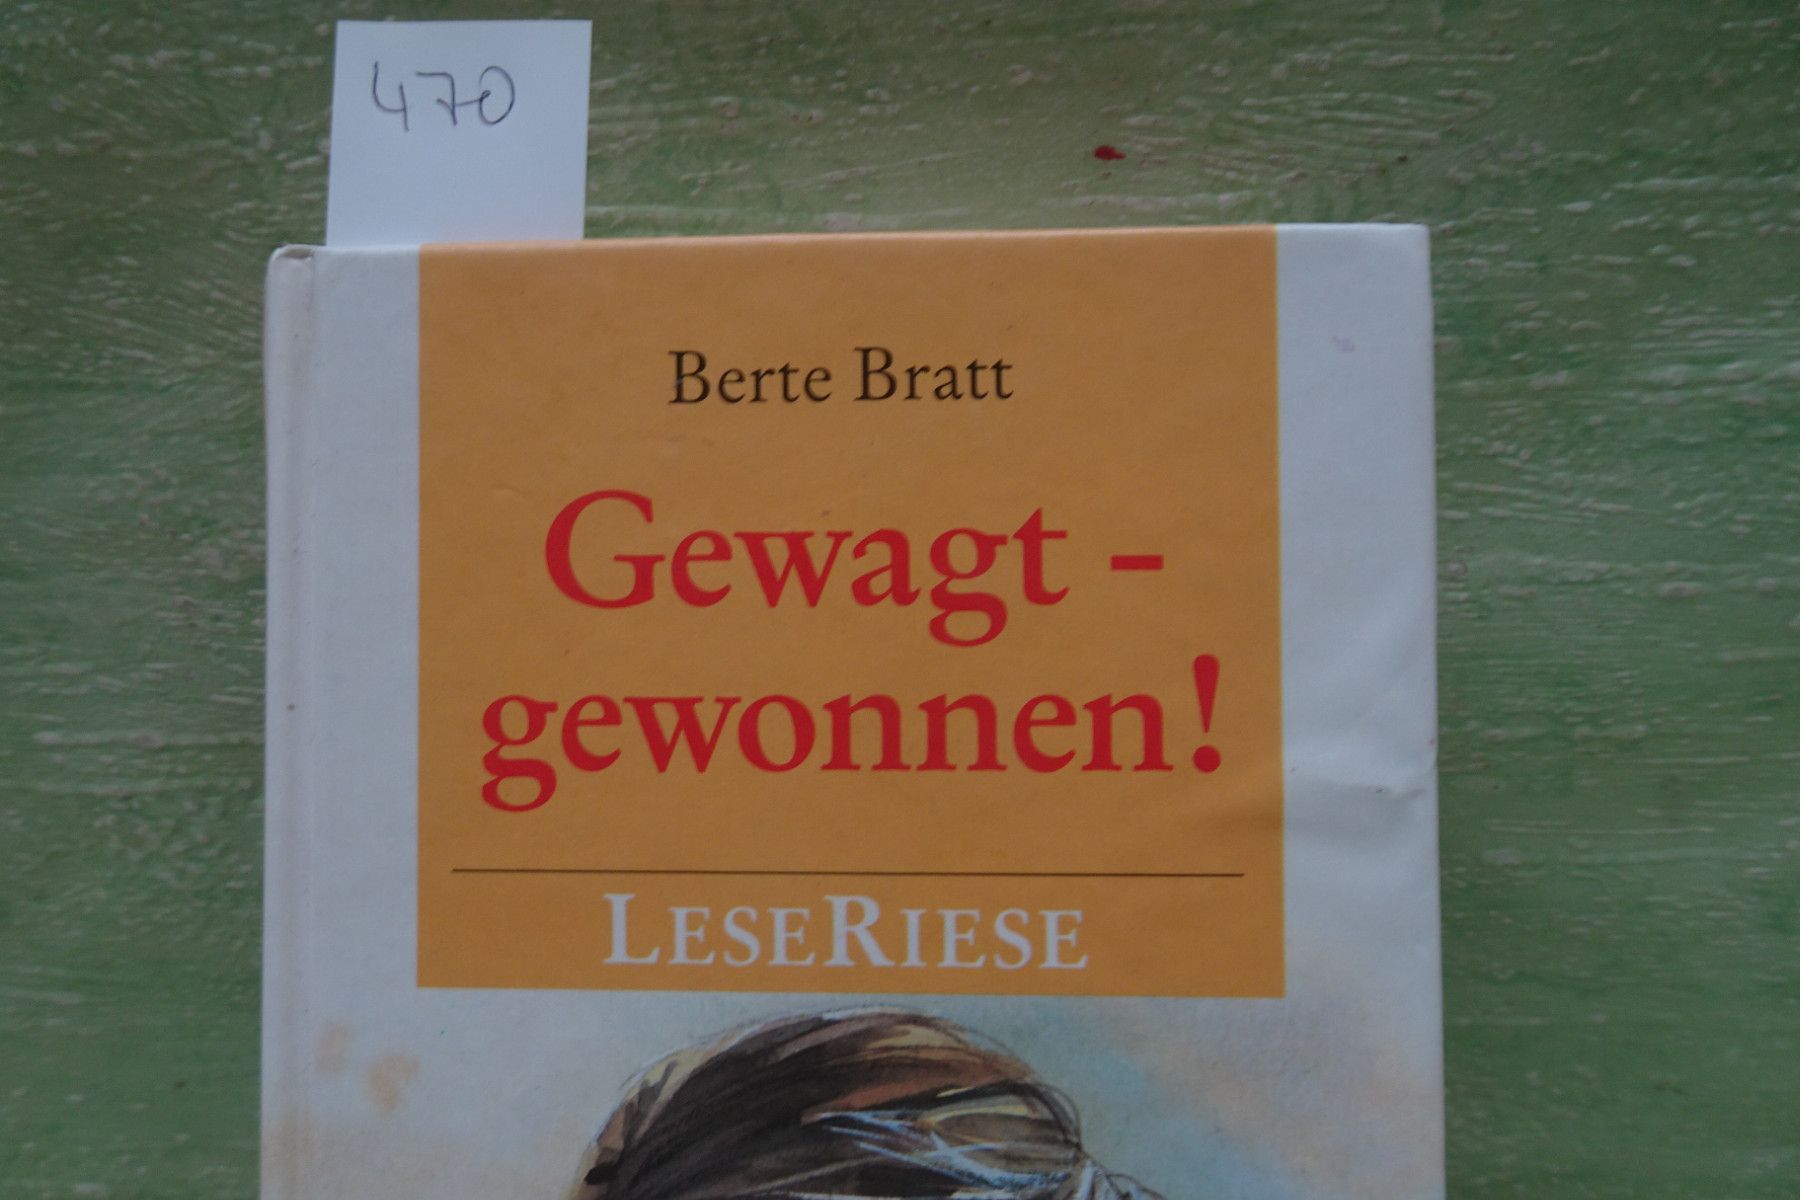 470
Berte Bratt
Gewagt -
gewonnen!
LESERIESE